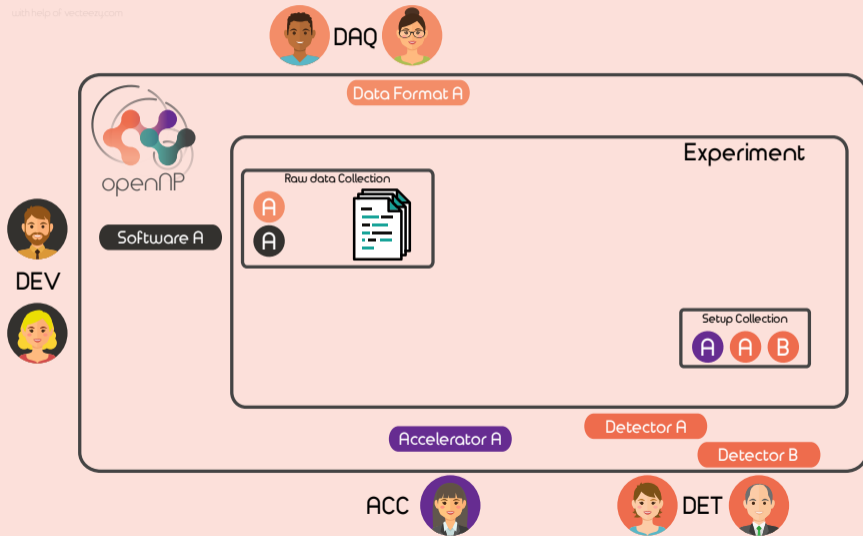 with help of vecteezy.com
DAQ
Data Format A
openNP
Experiment
Raw data Collection
A
A
Software A
DEV
Setup Collection
A A B
Detector A
Accelerator A
Detector B
ACC
DET